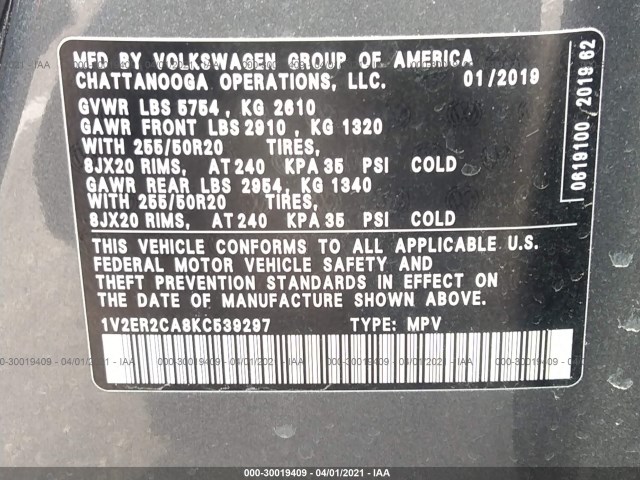 MFD BY VOLKSWAGEN GROUP OF AMERICA
CHATTANOOGA OPERATIONS, LLC. 01/2019
GVWR LBS 5754 , KG 2610
GAWR FRONT LBS 2910 , KG 1320
WITH 255/50R20 TIRES,
8JX20 RIMS, AT 240 KPA 35 PSI COLD
GAWR REAR LBS 2954, KG 1340
WITH 255/50R20 TIRES,
8JX20 RIMS, AT 240 KPA 35 PSI COLD
THIS VEHICLE CONFORMS TO ALL APPLICABLE U.S.
FEDERAL MOTOR VEHICLE SAFETY AND
THEFT PREVENTION STANDARDS IN EFFECT ON
THE DATE OF MANUFACTURE SHOWN ABOVE.
1V2ER2CA8KC539297 TYPE: MPV
0619100 2019 62
000-30019409 - 04/01/2021 - IAA